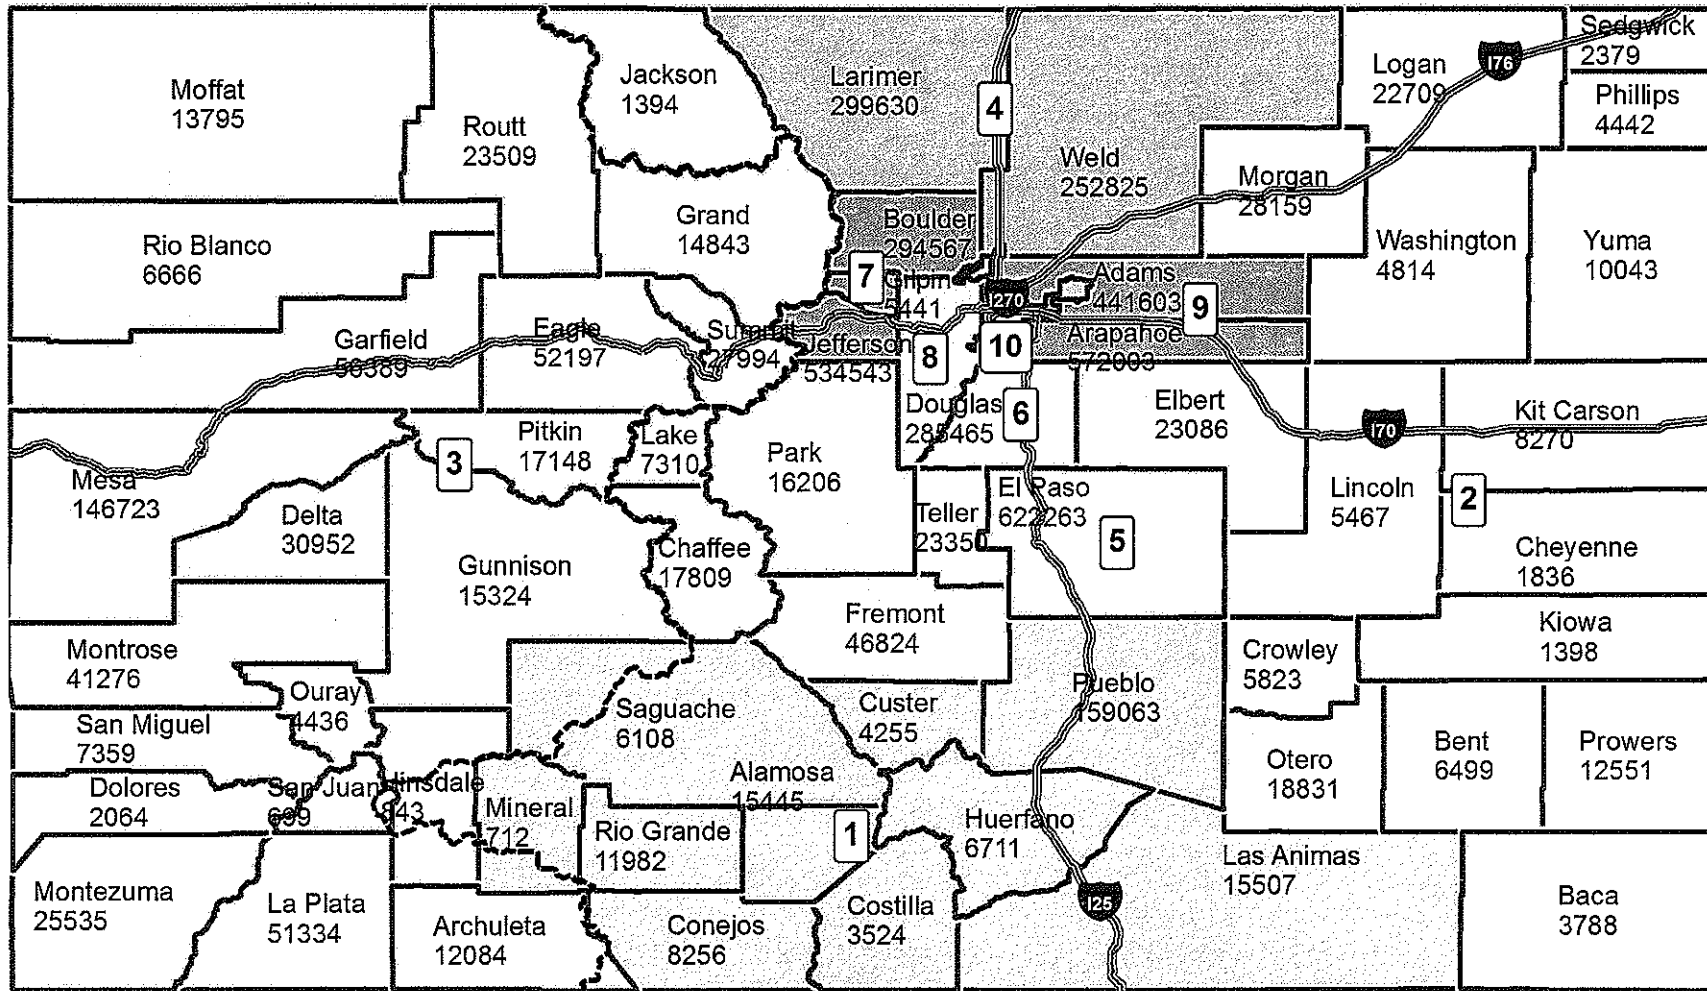 Moffat
13795
Routt
23509
Jackson
1394
Larimer
299630
4
Weld
252825
Logan
22709
I76
Sedgwick
2379
Phillips
4442
Morgan
28159
Washington
4814
Yuma
10043
Rio Blanco
6666
Grand
14843
Boulder
294567
7
Gilpin
5441
I270
Adams
441603
9
Arapahoe
572003
Garfield
56389
Eagle
52197
Summit
27994
Jefferson
534543
8
10
Douglas
285465
6
Elbert
23086
I70
Kit Carson
8270
Mesa
146723
3
Pitkin
17148
Lake
7310
Park
16206
Delta
30952
Gunnison
15324
Chaffee
17809
Teller
23350
El Paso
622263
5
Lincoln
5467
2
Cheyenne
1836
Fremont
46824
Montrose
41276
Ouray
4436
Saguache
6108
Custer
4255
Pueblo
159063
Crowley
5823
Kiowa
1398
San Miguel
7359
Dolores
2064
San Juan
699
Hinsdale
843
Mineral
712
Rio Grande
11982
Alamosa
15445
1
Huerfano
6711
Otero
18831
Bent
6499
Prowers
12551
Montezuma
25535
La Plata
51334
Archuleta
12084
Conejos
8256
Costilla
3524
I25
Las Animas
15507
Baca
3788